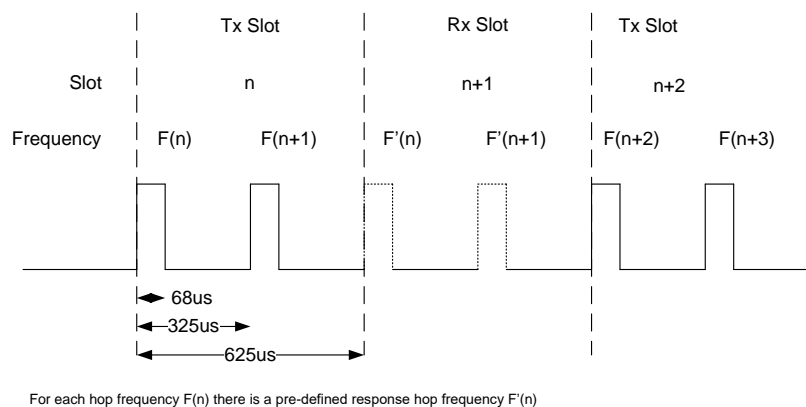 Tx Slot Rx Slot Tx Slot
Slot n n+1 n+2
Frequency F(n) F(n+1) F'(n) F'(n+1) F(n+2) F(n+3)
68us
325us
625us
For each hop frequency F(n) there is a pre-defined response hop frequency F'(n)